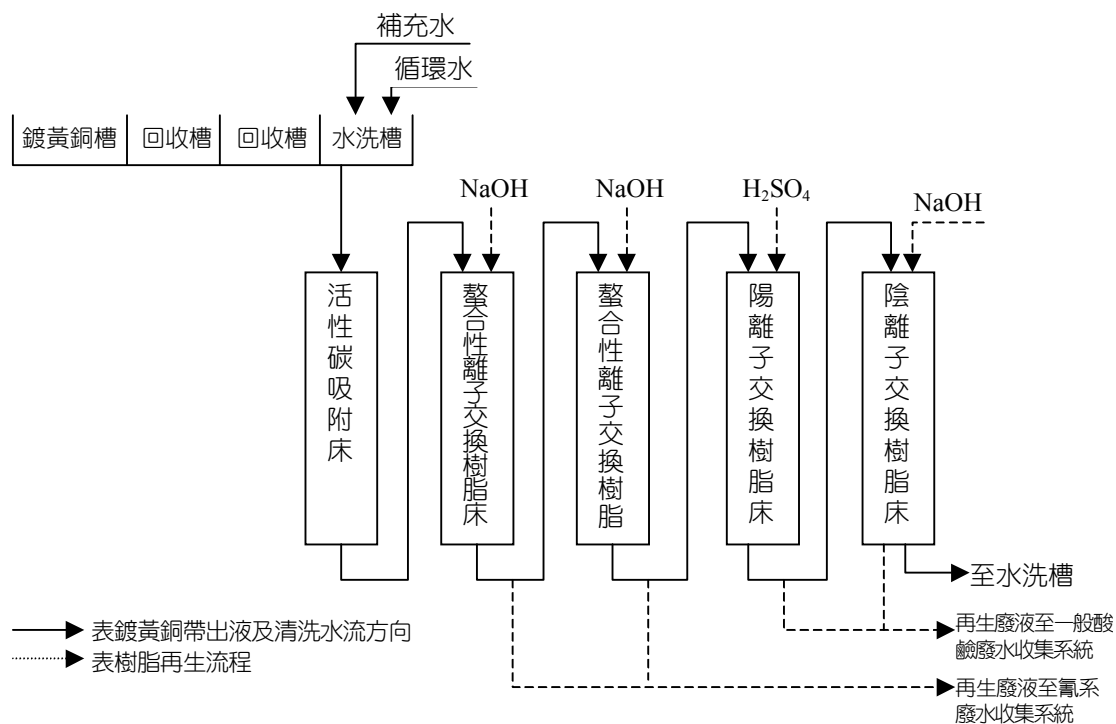 補充水
循環水
鍍黃銅槽
回收槽
回收槽
水洗槽
NaOH
NaOH
H₂SO₄
NaOH
活性碳吸附床
螯合性離子交換樹脂床
螯合性離子交換樹脂
陽離子交換樹脂床
陰離子交換樹脂床
至水洗槽
再生廢液至一般酸
鹼廢水收集系統
再生廢液至氰系
廢水收集系統
表鍍黃銅帶出液及清洗水流方向
表樹脂再生流程